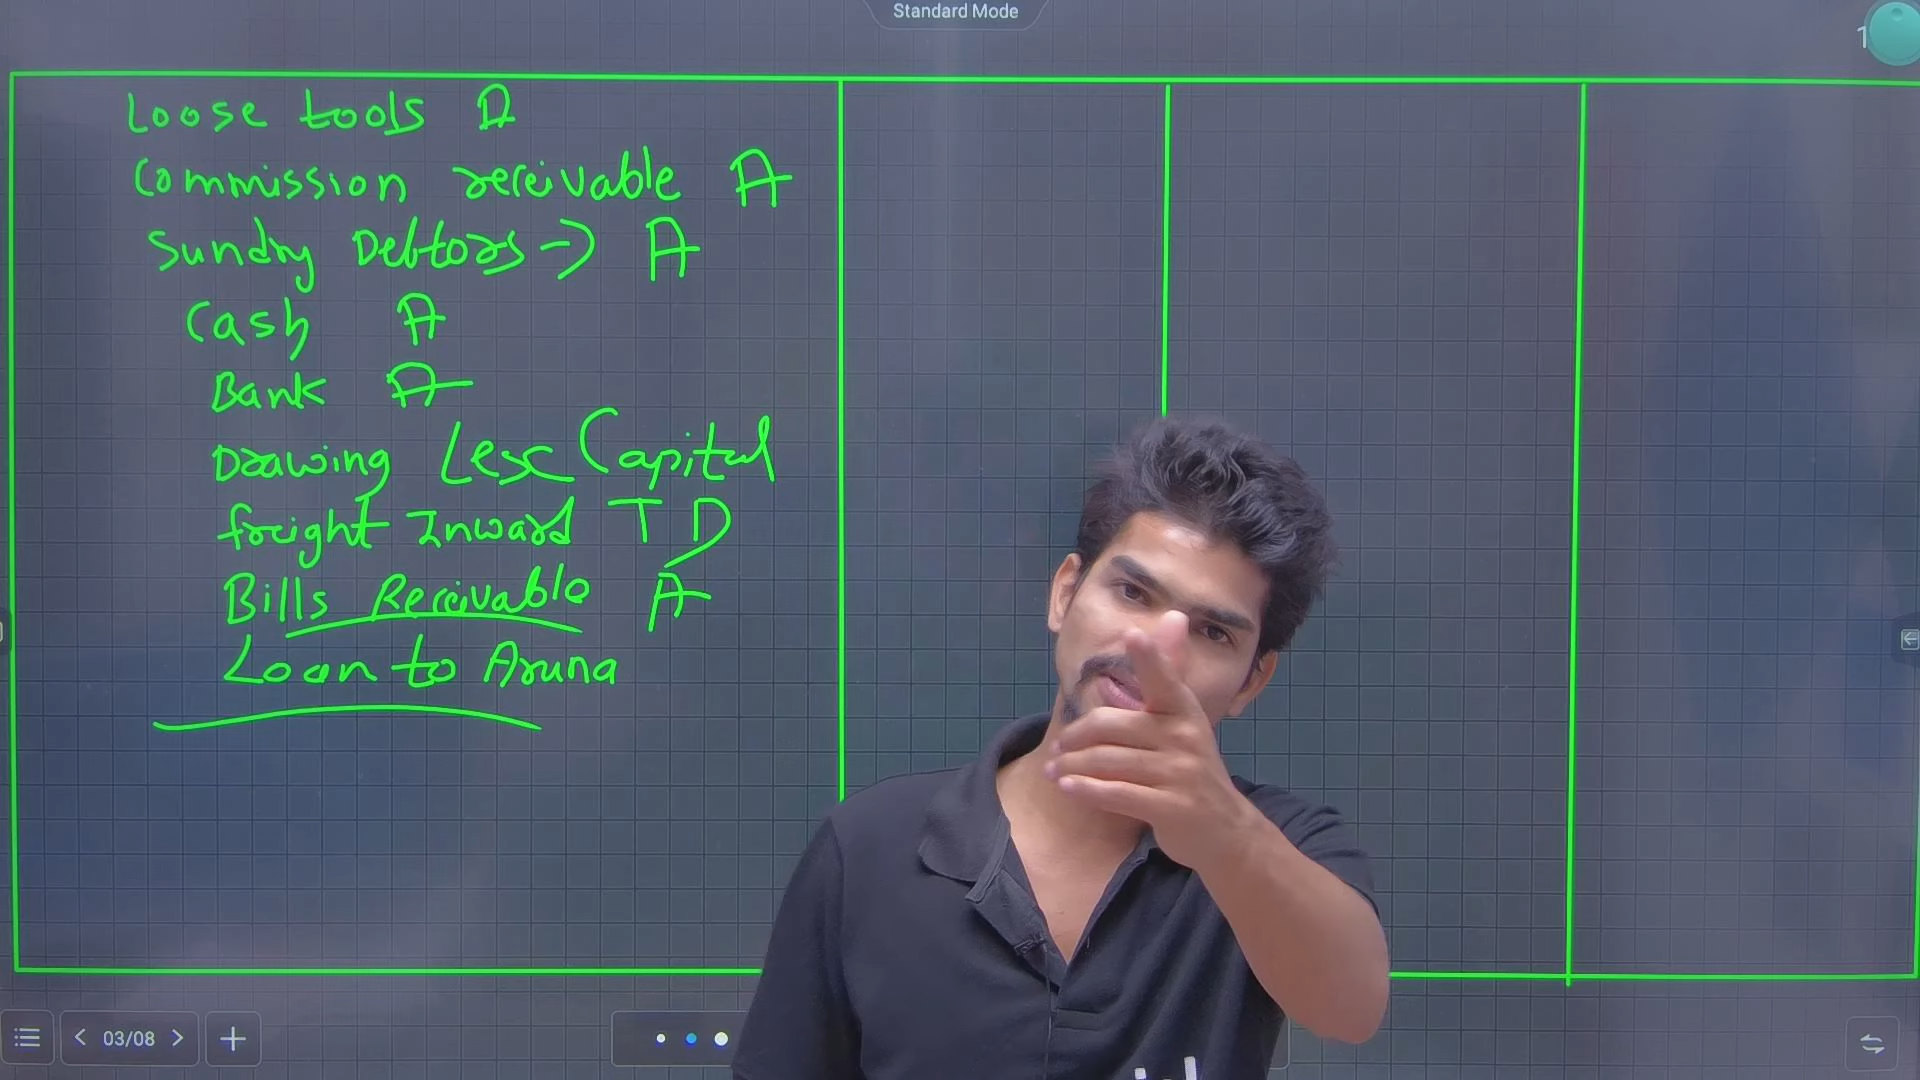 Standard Mode
1
Loose tools A
Commission receivable A
Sundry Debtors → A
Cash A
Bank A
Drawing Less Capital
freight Inward T D
Bills Receivable A
Loan to Aruna
03/08